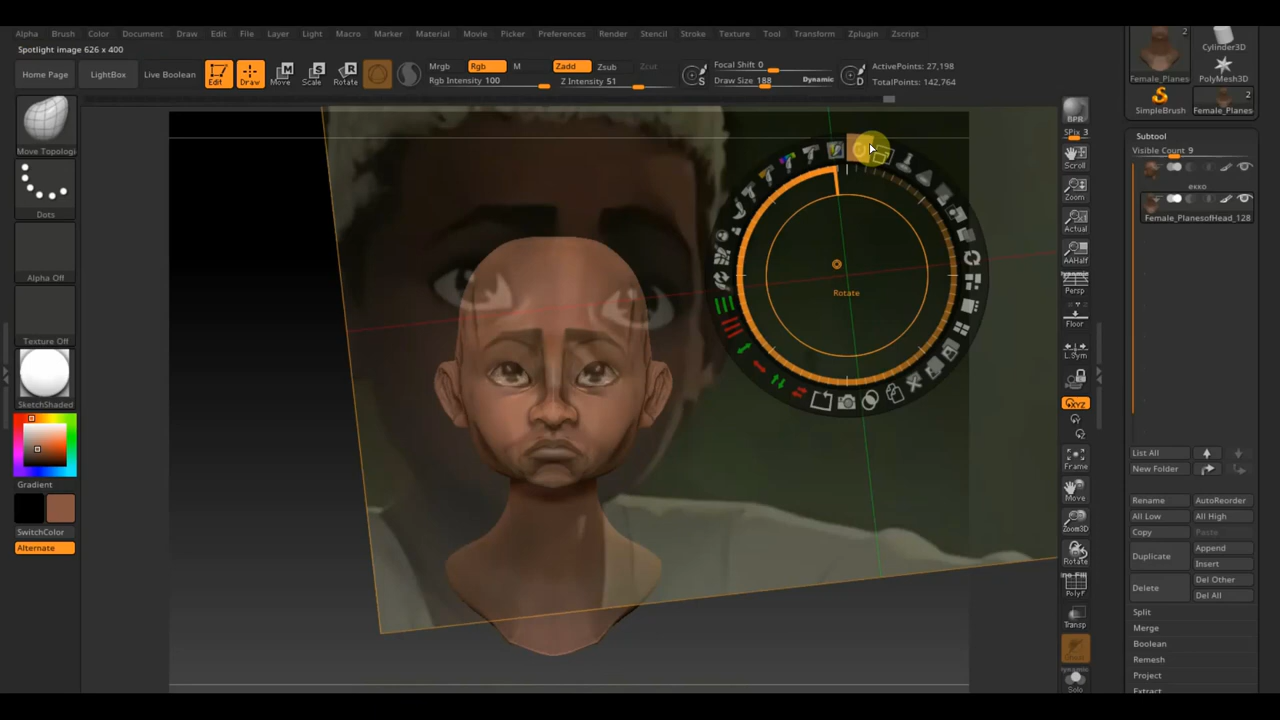 Alpha Brush Color Document Draw Edit File Layer Light Macro Marker Material Movie Picker Preferences Render Stencil Stroke Texture Tool Transform Zplugin Zscript
Spotlight image 626 x 400
Home Page LightBox Live Boolean Edit Draw Move Scale Rotate
Mrgb Rgb M Zadd Zsub Zcut
Rgb Intensity 100 Z Intensity 51
Focal Shift 0
Draw Size 188 Dynamic
ActivePoints: 27,198
TotalPoints: 142,764
S
D
Move Topologi
Dots
Alpha Off
Texture Off
SketchShaded
Gradient
SwitchColor
Alternate
Rotate
BPR
SPix 3
Scroll
Zoom
Actual
AAHalf
dynamic
Persp
Floor
L.Sym
XYZ
Frame
Move
Zoom3D
Rotate
PolyF
Transp
Solo
2
Female_Planes
Cylinder3D
PolyMesh3D
SimpleBrush
2
Female_Planes
Subtool
Visible Count 9
екко
Female_PlanesofHead_128
List All
New Folder
Rename AutoReorder
All Low All High
Copy Paste
Duplicate Append
Insert
Delete Del Other
Del All
Split
Merge
Boolean
Remesh
Project
Extract